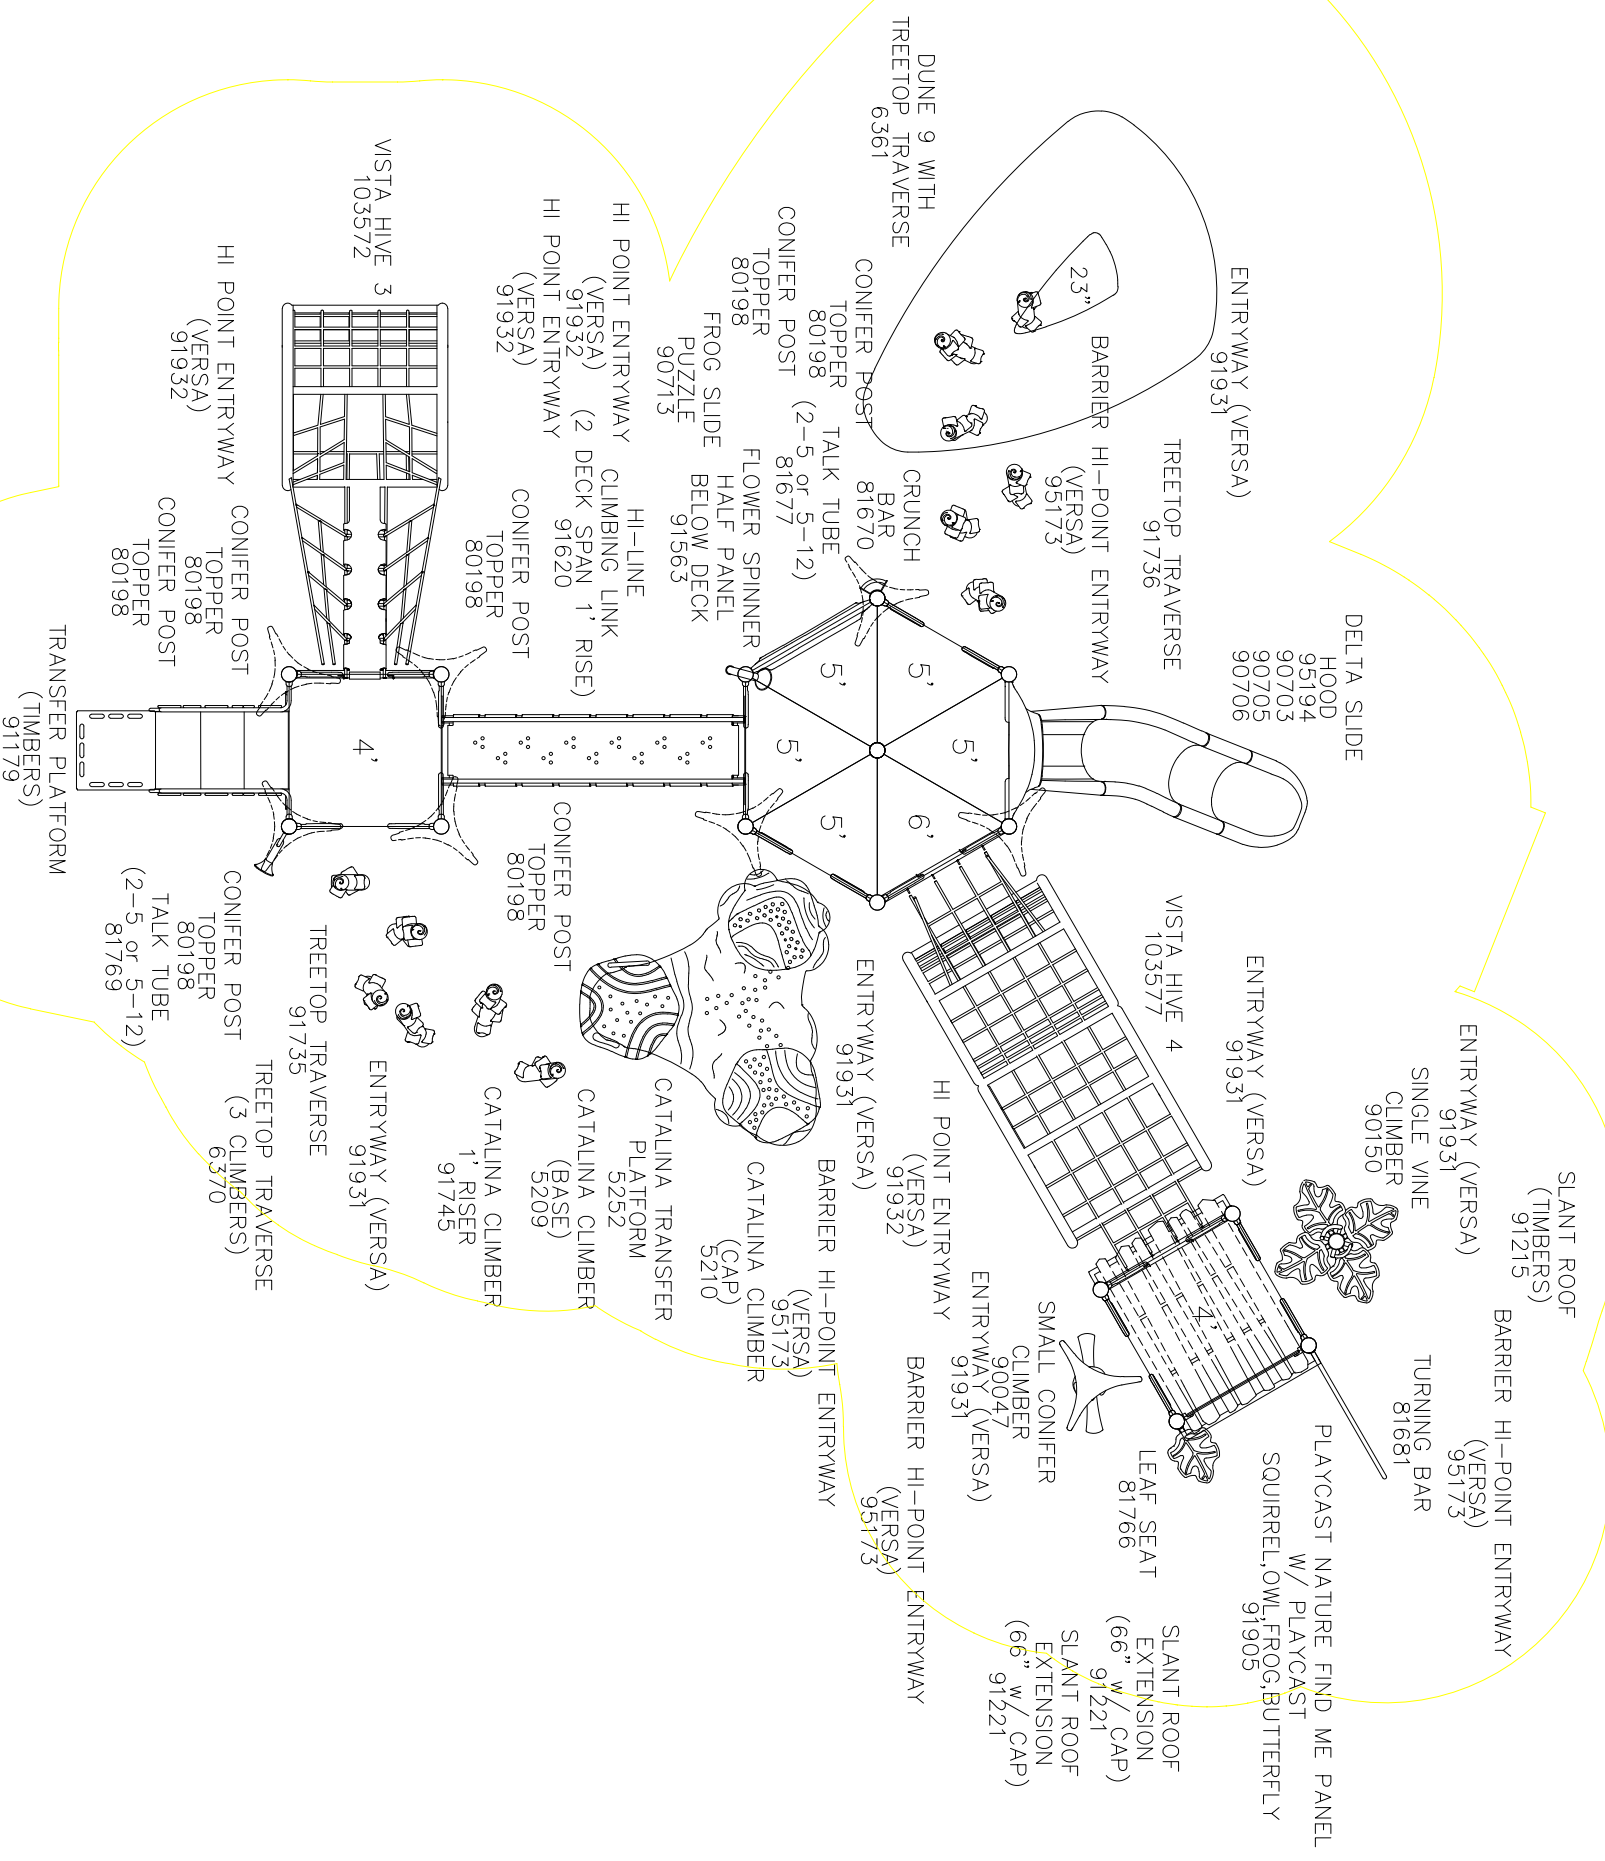 SLANT ROOF
(TIMBERS)
91215
BARRIER HI-POINT ENTRYWAY
(VERSA)
95173
ENTRYWAY (VERSA)
91931
SINGLE VINE
CLIMBER
90150
TURNING BAR
81681
DELTA SLIDE
HOOD
95194
90703
90705
90706
PLAYCAST NATURE FIND ME PANEL
W/ PLAYCAST
SQUIRREL,OWL,FROG,BUTTERFLY
91905
ENTRYWAY (VERSA)
91931
ENTRYWAY (VERSA)
91931
4'
TREETOP TRAVERSE
91736
VISTA HIVE 4
103577
SLANT ROOF
EXTENSION
(66" w/ CAP)
91221
LEAF SEAT
81766
BARRIER HI-POINT ENTRYWAY
(VERSA)
95173
23"
SLANT ROOF
EXTENSION
(66" w/ CAP)
91221
SMALL CONIFER
CLIMBER
90047
ENTRYWAY (VERSA)
91931
5'
HI POINT ENTRYWAY
(VERSA)
91932
DUNE 9 WITH
TREETOP TRAVERSE
6361
5'
6'
BARRIER HI-POINT ENTRYWAY
(VERSA)
95173
CRUNCH
BAR
81670
CONIFER POST
TOPPER
80198
ENTRYWAY (VERSA)
91931
5'
5'
TALK TUBE
(2-5 or 5-12)
81677
BARRIER HI-POINT ENTRYWAY
(VERSA)
95173
CONIFER POST
TOPPER
80198
5'
CATALINA CLIMBER
(CAP)
5210
FLOWER SPINNER
HALF PANEL
BELOW DECK
91563
FROG SLIDE
PUZZLE
90713
CATALINA TRANSFER
PLATFORM
5252
HI-LINE
CLIMBING LINK
(2 DECK SPAN 1' RISE)
91620
HI POINT ENTRYWAY
(VERSA)
91932
CATALINA CLIMBER
(BASE)
5209
CONIFER POST
TOPPER
80198
HI POINT ENTRYWAY
(VERSA)
91932
CONIFER POST
TOPPER
80198
CATALINA CLIMBER
1' RISER
91745
VISTA HIVE 3
103572
4'
ENTRYWAY (VERSA)
91931
TREETOP TRAVERSE
91735
TREETOP TRAVERSE
(3 CLIMBERS)
6370
HI POINT ENTRYWAY
(VERSA)
91932
CONIFER POST
TOPPER
80198
CONIFER POST
TOPPER
80198
CONIFER POST
TOPPER
80198
TALK TUBE
(2-5 or 5-12)
81769
TRANSFER PLATFORM
(TIMBERS)
91179